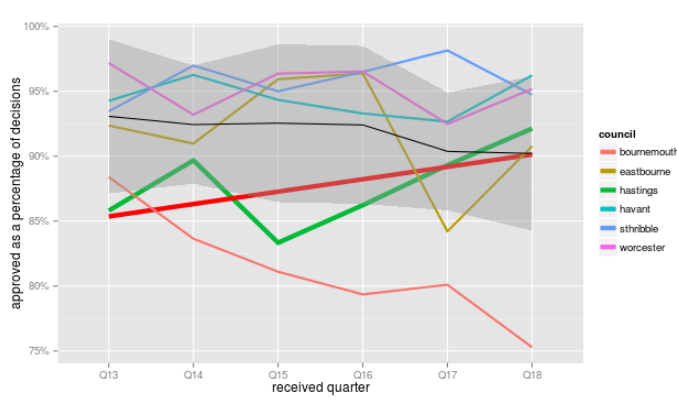 100%
95%
90%
85%
80%
75%
approved as a percentage of decisions
Q13 Q14 Q15 Q16 Q17 Q18
received quarter
council
bournemouth
eastbourne
hastings
havant
sthribble
worcester